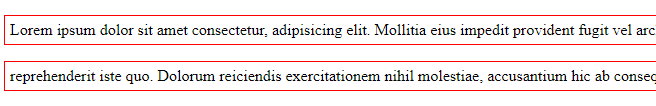 Lorem ipsum dolor sit amet consectetur, adipisicing elit. Mollitia eius impedit provident fugit vel
reprehenderit iste quo. Dolorum reiciendis exercitationem nihil molestiae, accusantium hic ab